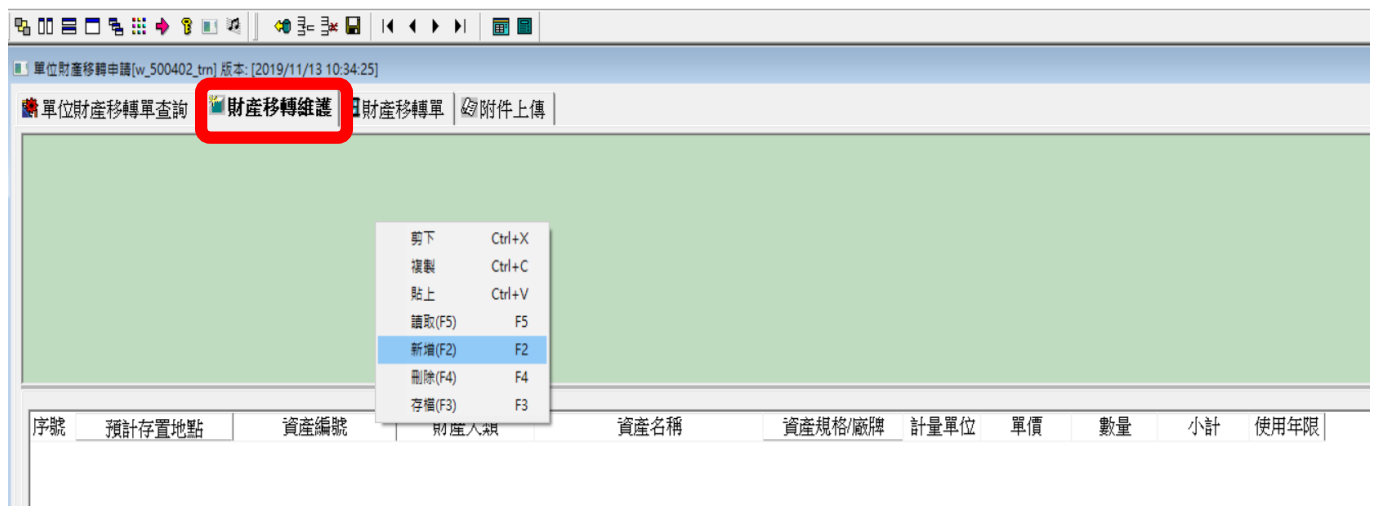 單位財產移轉申請[w_500402_trn] 版本: [2019/11/13 10:34:25]
單位財產移轉單查詢 財產移轉維護 財產移轉單 附件上傳
剪下 Ctrl+X
複製 Ctrl+C
貼上 Ctrl+V
讀取(F5) F5
新增(F2) F2
刪除(F4) F4
存檔(F3) F3
序號 預計存置地點 資產編號 財產大類 資產名稱 資產規格/廠牌 計量單位 單價 數量 小計 使用年限